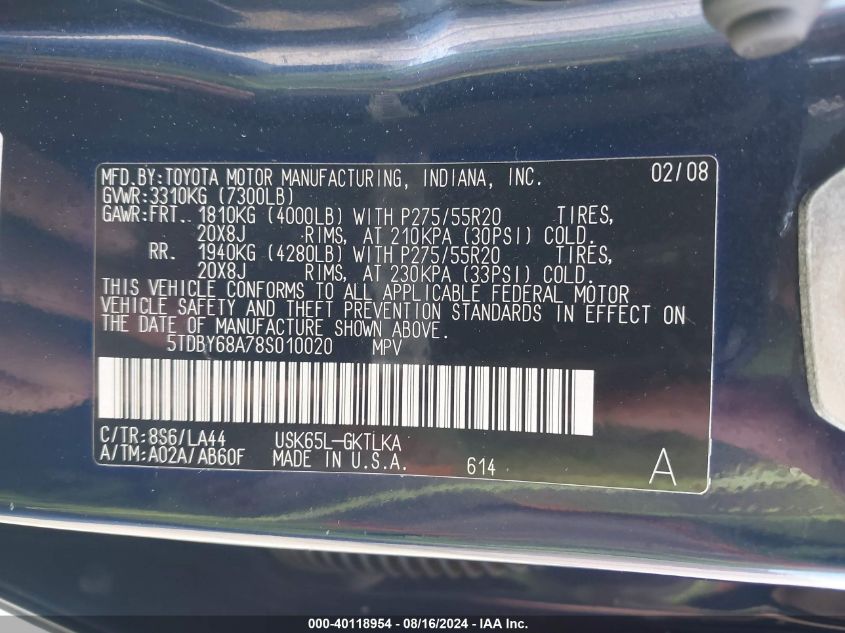 MFD.BY:TOYOTA MOTOR MANUFACTURING, INDIANA, INC. 02/08
GVWR:3310KG (7300LB)
GAWR:FRT. 1810KG (4000LB) WITH P275/55R20 TIRES,
20X8J RIMS, AT 210KPA (30PSI) COLD.
RR. 1940KG (4280LB) WITH P275/55R20 TIRES,
20X8J RIMS, AT 230KPA (33PSI) COLD.
THIS VEHICLE CONFORMS TO ALL APPLICABLE FEDERAL MOTOR
VEHICLE SAFETY AND THEFT PREVENTION STANDARDS IN EFFECT ON
THE DATE OF MANUFACTURE SHOWN ABOVE.
5TDBY68A78S010020 MPV
C/TR:8S6/LA44 USK65L-GKTLKA
A/TM:A02A/AB60F MADE IN U.S.A. 614 A
000-40118954 - 08/16/2024 - IAA Inc.